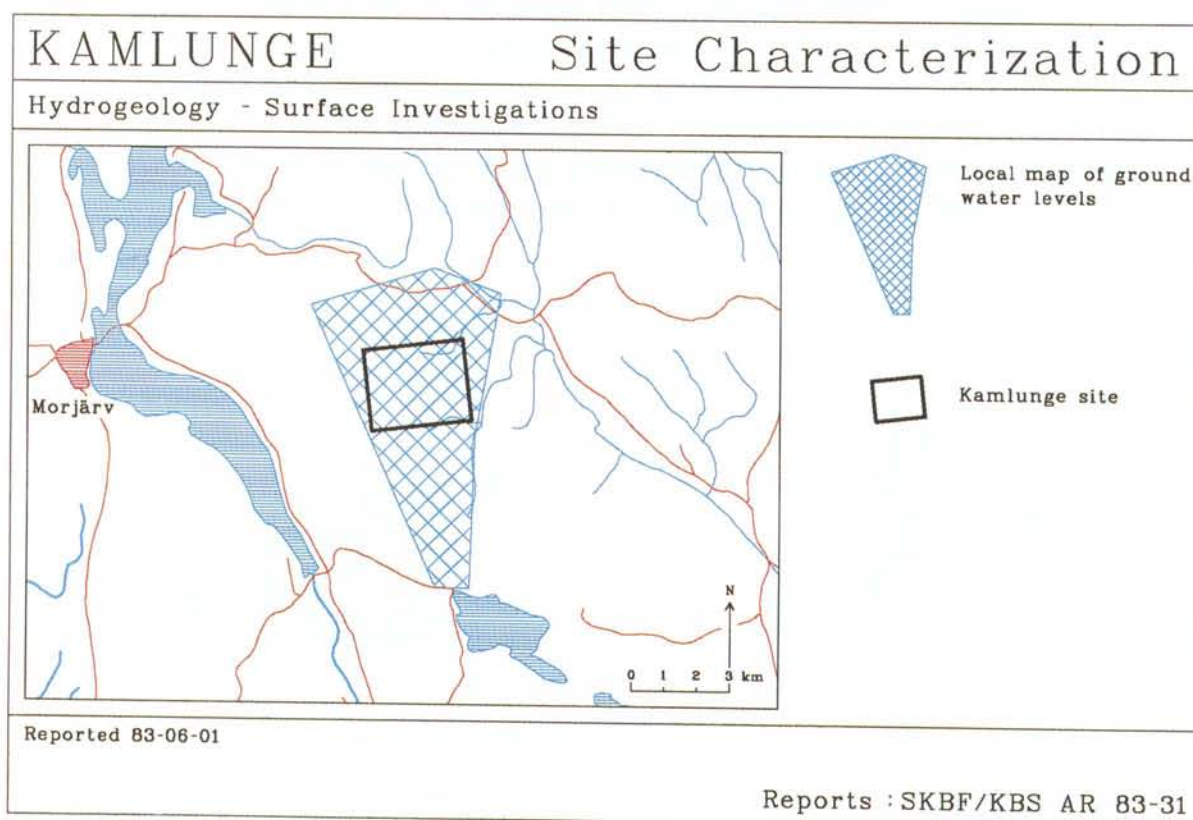 KAMLUNGE Site Characterization
Hydrogeology - Surface Investigations
Local map of ground
water levels
Kamlunge site
Morjärv
N
0 1 2 3 km
Reported 83-06-01
Reports : SKBF/KBS AR 83-31